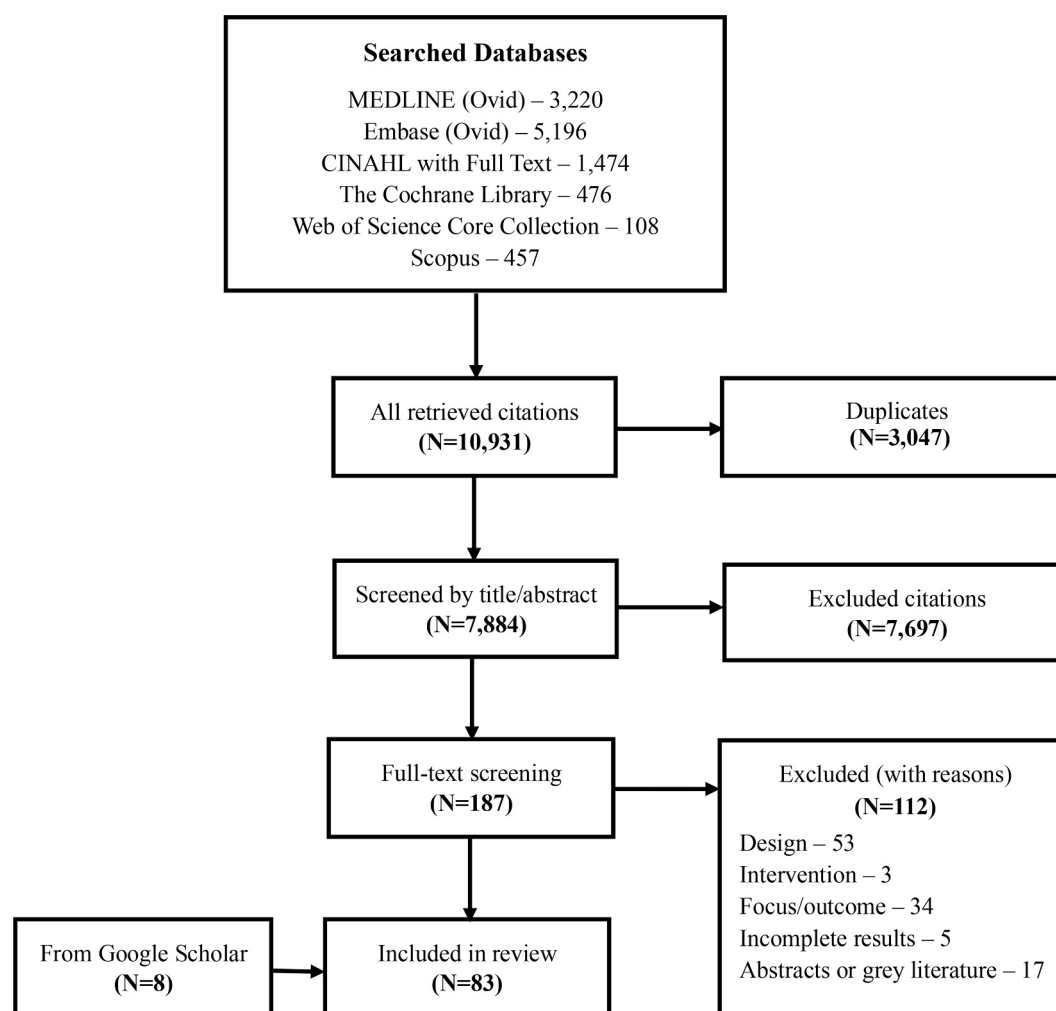 Searched Databases
MEDLINE (Ovid) – 3,220
Embase (Ovid) – 5,196
CINAHL with Full Text – 1,474
The Cochrane Library – 476
Web of Science Core Collection – 108
Scopus – 457
All retrieved citations
(N=10,931)
Duplicates
(N=3,047)
Screened by title/abstract
(N=7,884)
Excluded citations
(N=7,697)
Full-text screening
(N=187)
Excluded (with reasons)
(N=112)
Design – 53
Intervention – 3
Focus/outcome – 34
Incomplete results – 5
Abstracts or grey literature – 17
From Google Scholar
(N=8)
Included in review
(N=83)